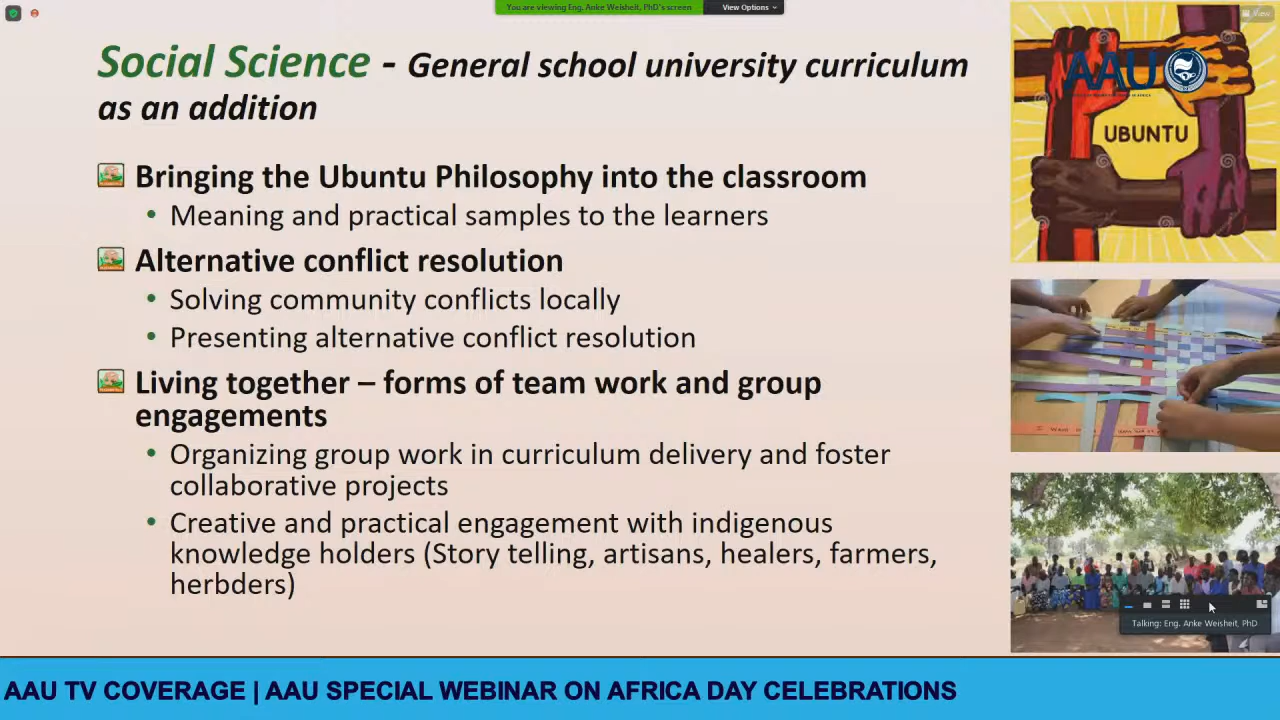 You are viewing Eng. Anke Weisheit, PhD's screen
View Options
View
Social Science - General school university curriculum
as an addition
Bringing the Ubuntu Philosophy into the classroom
• Meaning and practical samples to the learners
Alternative conflict resolution
• Solving community conflicts locally
• Presenting alternative conflict resolution
Living together – forms of team work and group
engagements
• Organizing group work in curriculum delivery and foster
collaborative projects
• Creative and practical engagement with indigenous
knowledge holders (Story telling, artisans, healers, farmers,
herbders)
AAU
UBUNTU
Talking: Eng. Anke Weisheit, PhD
AAU TV COVERAGE | AAU SPECIAL WEBINAR ON AFRICA DAY CELEBRATIONS